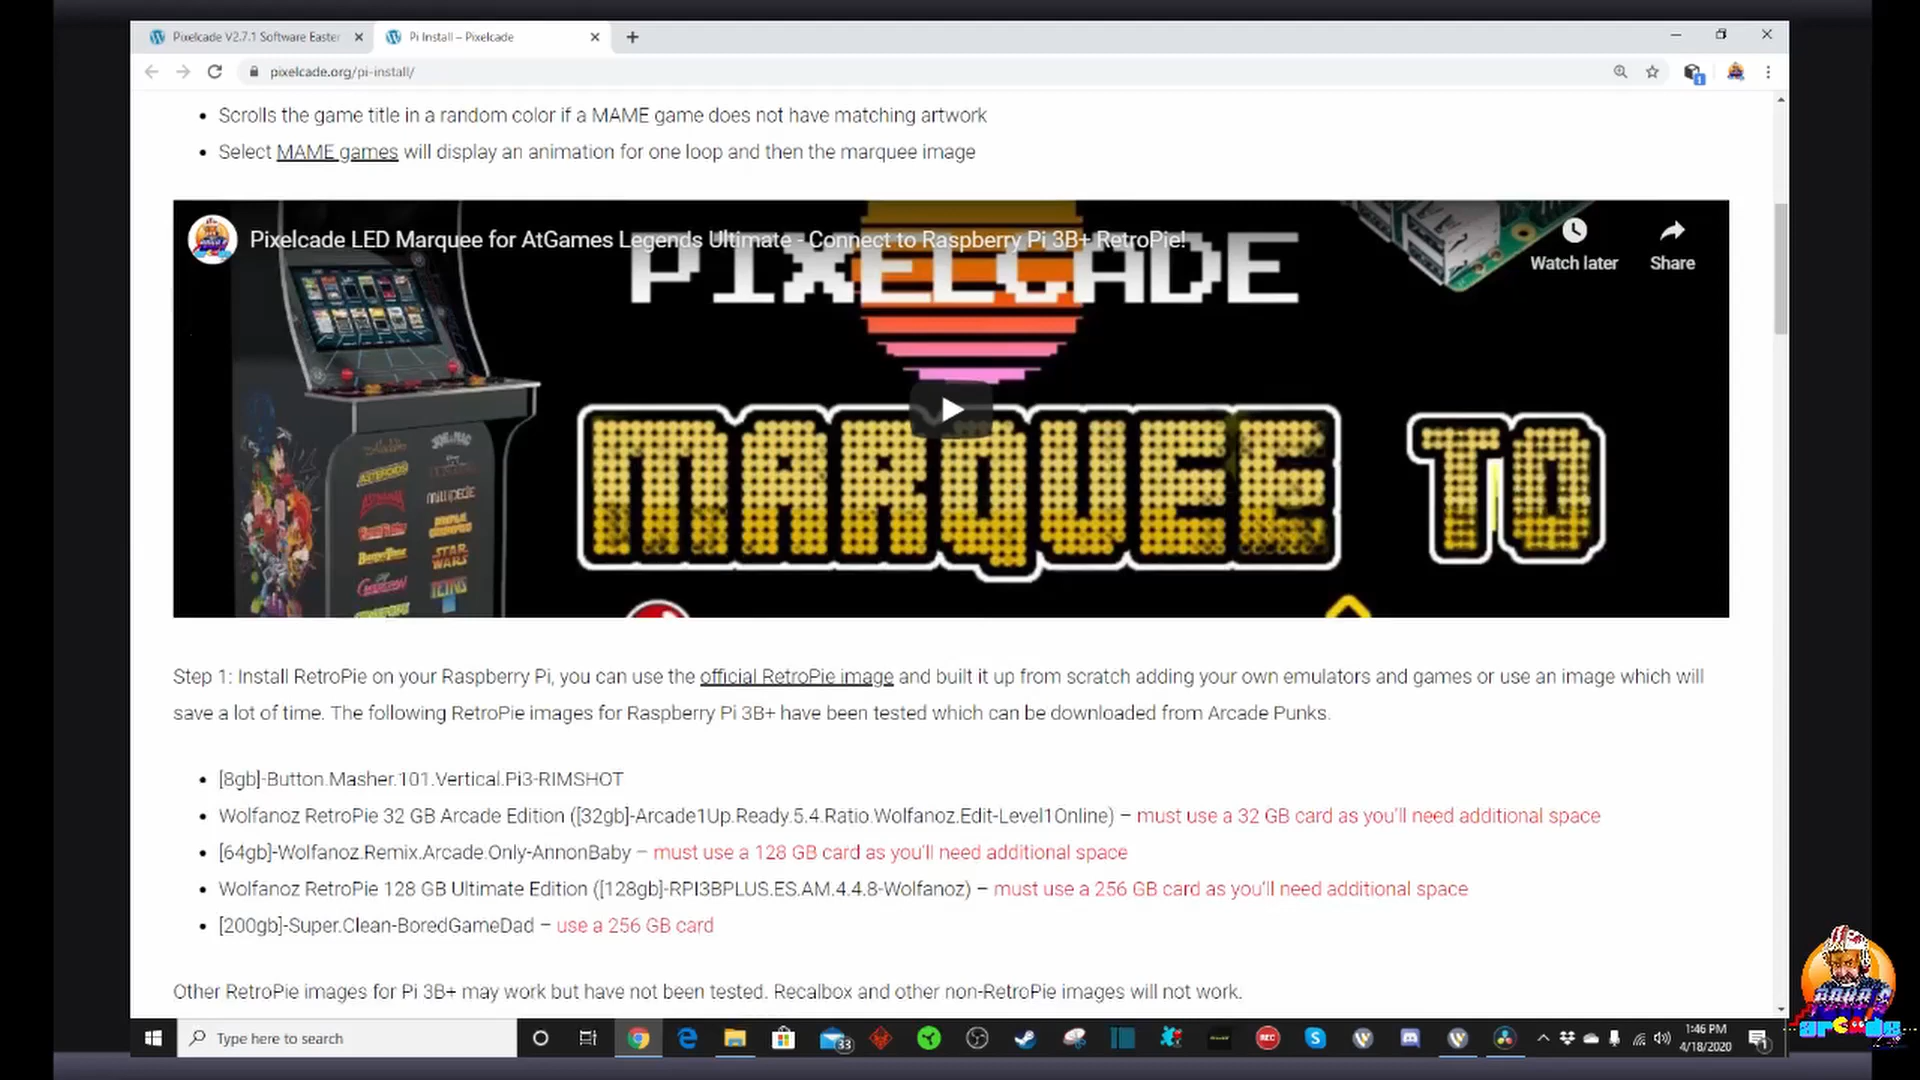 Pixelcade V2.7.1 Software Easter
Pi Install – Pixelcade
pixelcade.org/pi-install/
Scrolls the game title in a random color if a MAME game does not have matching artwork
Select MAME games will display an animation for one loop and then the marquee image
Pixelcade LED Marquee for AtGames Legends Ultimate - Connect to Raspberry Pi 3B+ RetroPie!
Watch later
Share
PIXELCADE
MARQUEE TO
ASTEROIDS
MILLIPEDE
STAR WARS
TETRIS
Step 1: Install RetroPie on your Raspberry Pi, you can use the official RetroPie image and built it up from scratch adding your own emulators and games or use an image which will
save a lot of time. The following RetroPie images for Raspberry Pi 3B+ have been tested which can be downloaded from Arcade Punks.
[8gb]-Button.Masher.101.Vertical.Pi3-RIMSHOT
Wolfanoz RetroPie 32 GB Arcade Edition ([32gb]-Arcade1Up.Ready.5.4.Ratio.Wolfanoz.Edit-Level1Online) – must use a 32 GB card as you'll need additional space
[64gb]-Wolfanoz.Remix.Arcade.Only-AnnonBaby – must use a 128 GB card as you'll need additional space
Wolfanoz RetroPie 128 GB Ultimate Edition ([128gb]-RPI3BPLUS.ES.AM.4.4.8-Wolfanoz) – must use a 256 GB card as you'll need additional space
[200gb]-Super.Clean-BoredGameDad – use a 256 GB card
Other RetroPie images for Pi 3B+ may work but have not been tested. Recalbox and other non-RetroPie images will not work.
Type here to search
33
REC
1:46 PM
4/18/2020
1
arcade